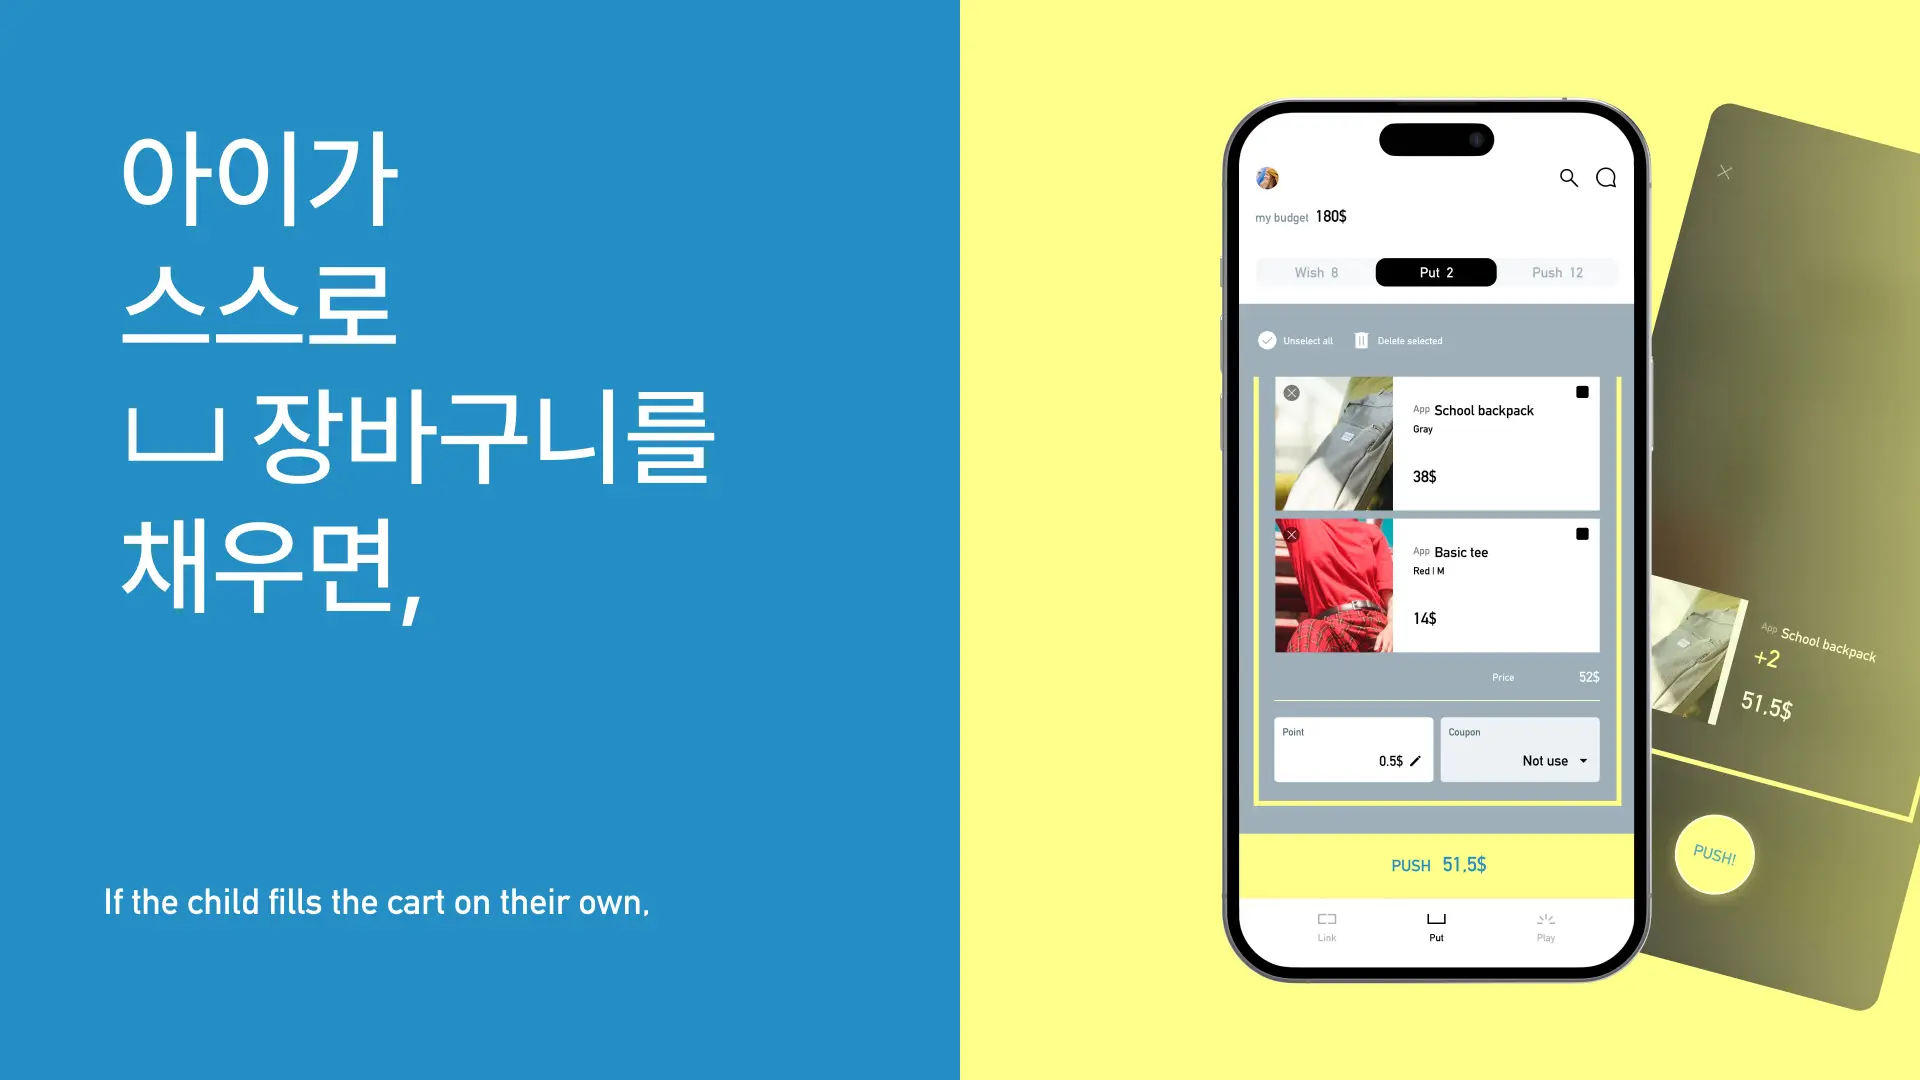 아이가
스스로
장바구니를
채우면,
If the child fills the cart on their own,
my budget 180$
Wish 8
Put 2
Push 12
Unselect all
Delete selected
App School backpack
Gray
38$
App Basic tee
Red | M
14$
Price 52$
Point
0.5$
Coupon
Not use
PUSH 51.5$
Link
Put
Play
App School backpack
+2
51.5$
PUSH!